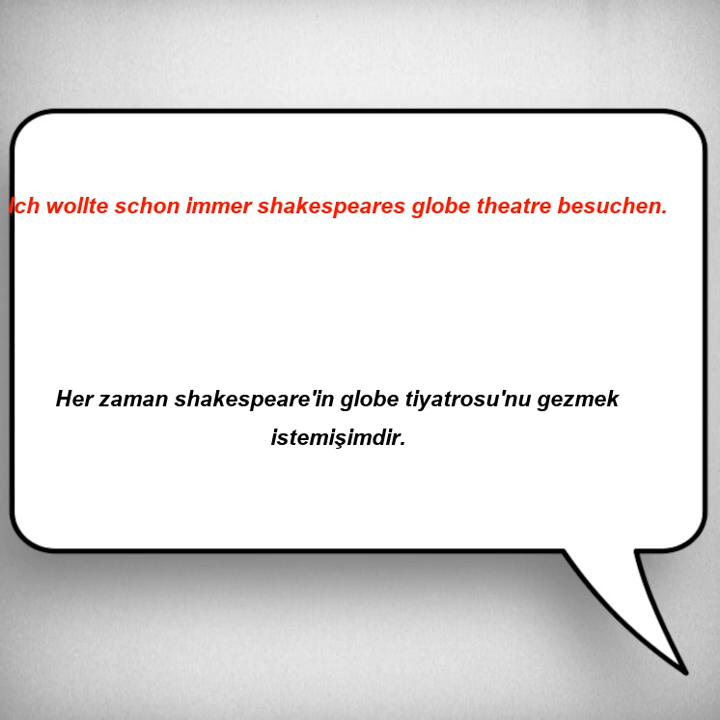 Ich wollte schon immer shakespeares globe theatre besuchen.
Her zaman shakespeare'in globe tiyatrosu'nu gezmek
istemişimdir.